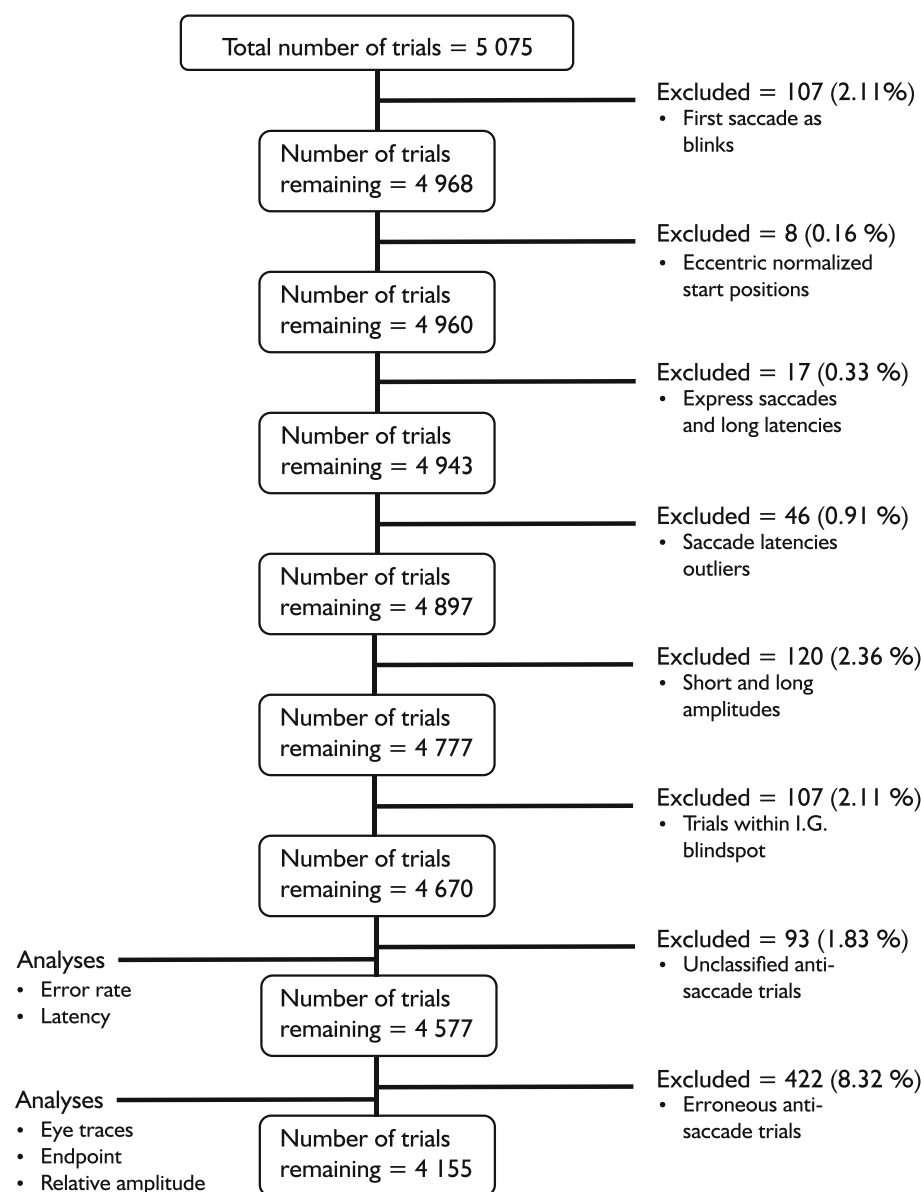 Total number of trials = 5 075
Excluded = 107 (2.11%)
• First saccade as
blinks
Number of trials
remaining = 4 968
Excluded = 8 (0.16 %)
• Eccentric normalized
start positions
Number of trials
remaining = 4 960
Excluded = 17 (0.33 %)
• Express saccades
and long latencies
Number of trials
remaining = 4 943
Excluded = 46 (0.91 %)
• Saccade latencies
outliers
Number of trials
remaining = 4 897
Excluded = 120 (2.36 %)
• Short and long
amplitudes
Number of trials
remaining = 4 777
Excluded = 107 (2.11 %)
• Trials within I.G.
blindspot
Number of trials
remaining = 4 670
Excluded = 93 (1.83 %)
• Unclassified anti-
saccade trials
Analyses
• Error rate
• Latency
Number of trials
remaining = 4 577
Excluded = 422 (8.32 %)
• Erroneous anti-
saccade trials
Analyses
• Eye traces
• Endpoint
• Relative amplitude
Number of trials
remaining = 4 155